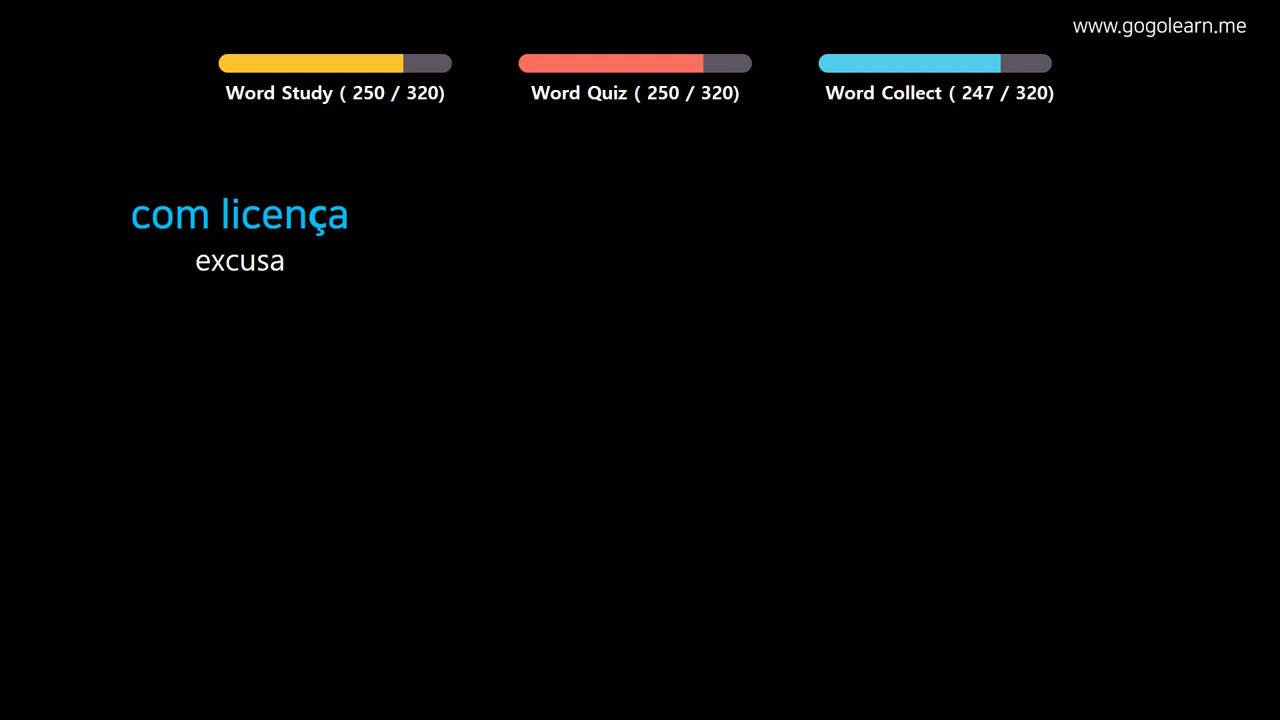 www.gogolearn.me
Word Study ( 250 / 320)
Word Quiz ( 250 / 320)
Word Collect ( 247 / 320)
com licença
excusa